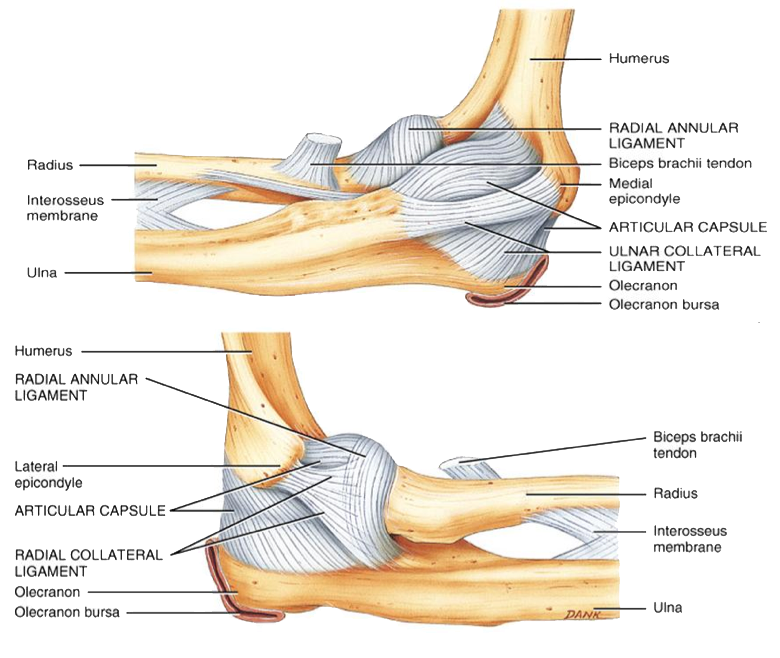 Humerus
RADIAL ANNULAR
LIGAMENT
Biceps brachii tendon
Medial
epicondyle
ARTICULAR CAPSULE
ULNAR COLLATERAL
LIGAMENT
Olecranon
Olecranon bursa
Radius
Interosseus
membrane
Ulna
Humerus
RADIAL ANNULAR
LIGAMENT
Lateral
epicondyle
ARTICULAR CAPSULE
RADIAL COLLATERAL
LIGAMENT
Olecranon
Olecranon bursa
Biceps brachii
tendon
Radius
Interosseus
membrane
Ulna
DANK